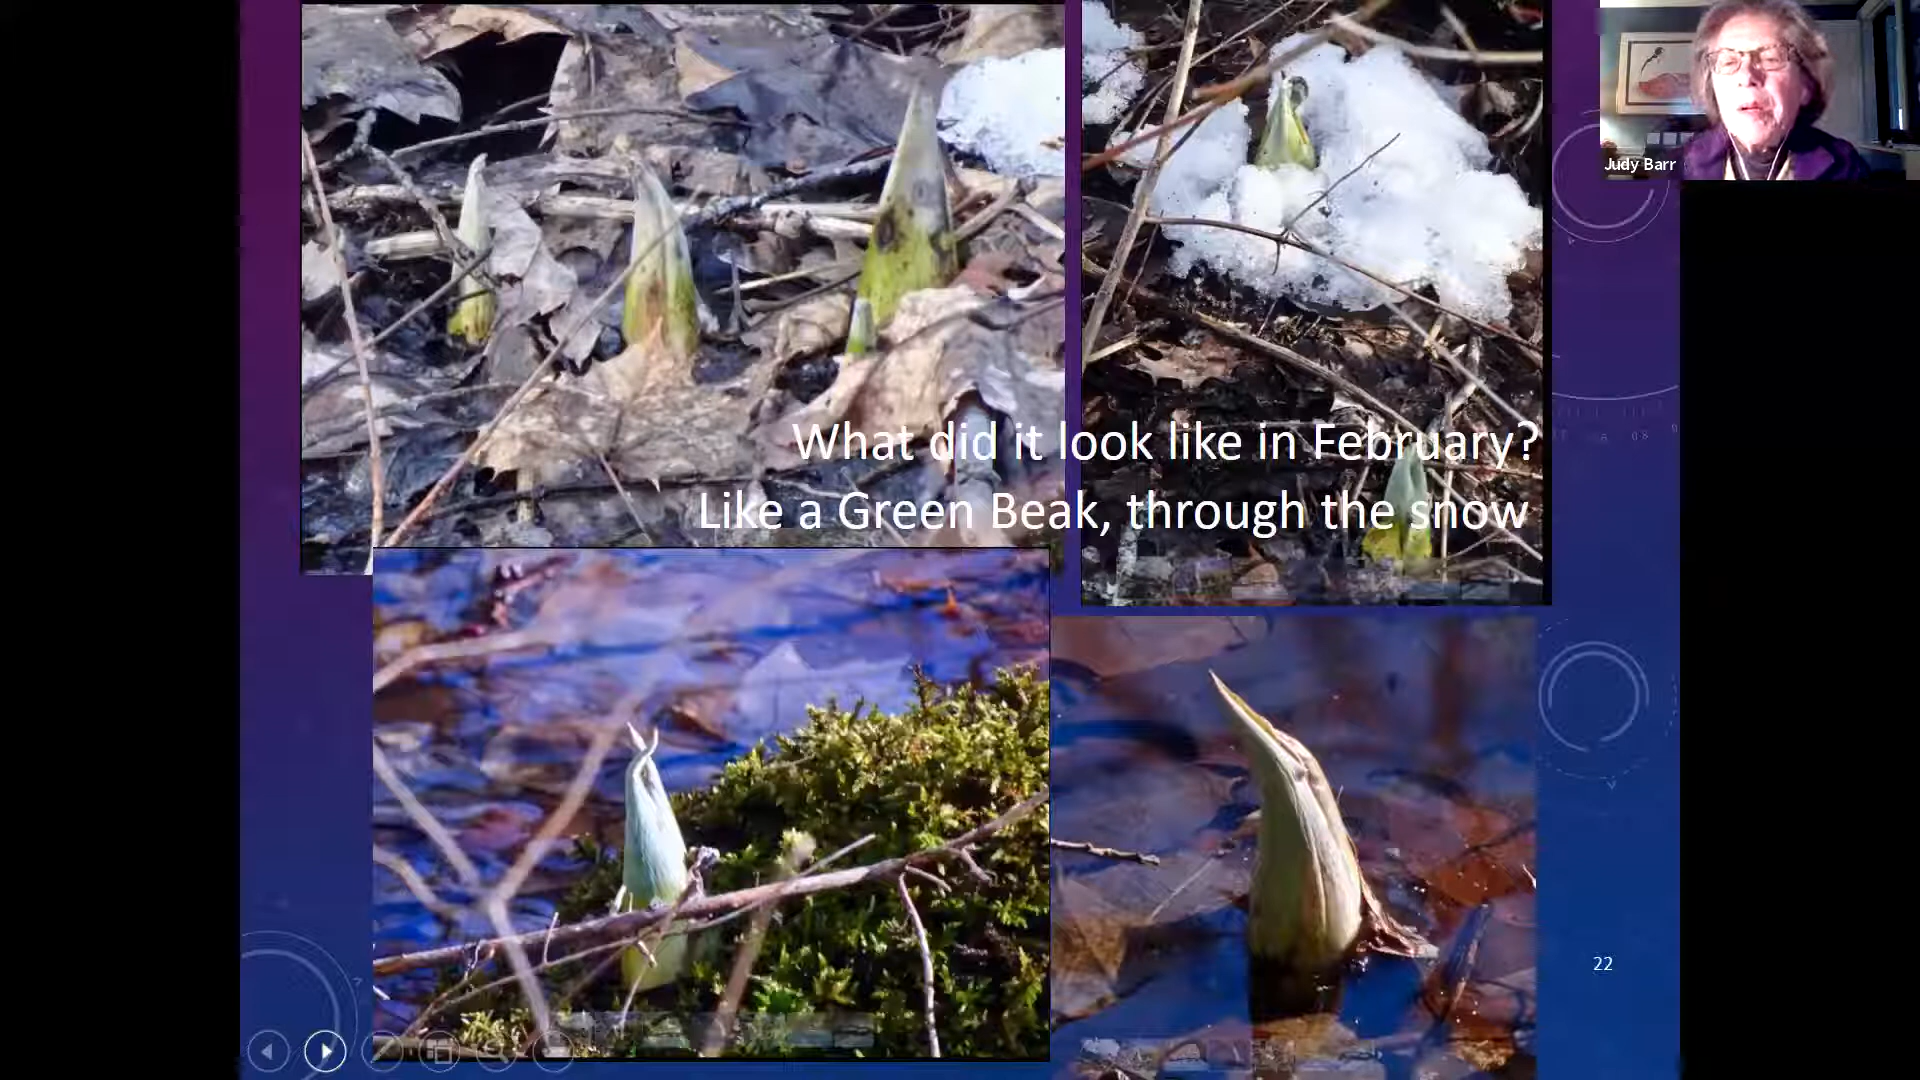 Judy Barr
What did it look like in February?
Like a Green Beak, through the snow
22